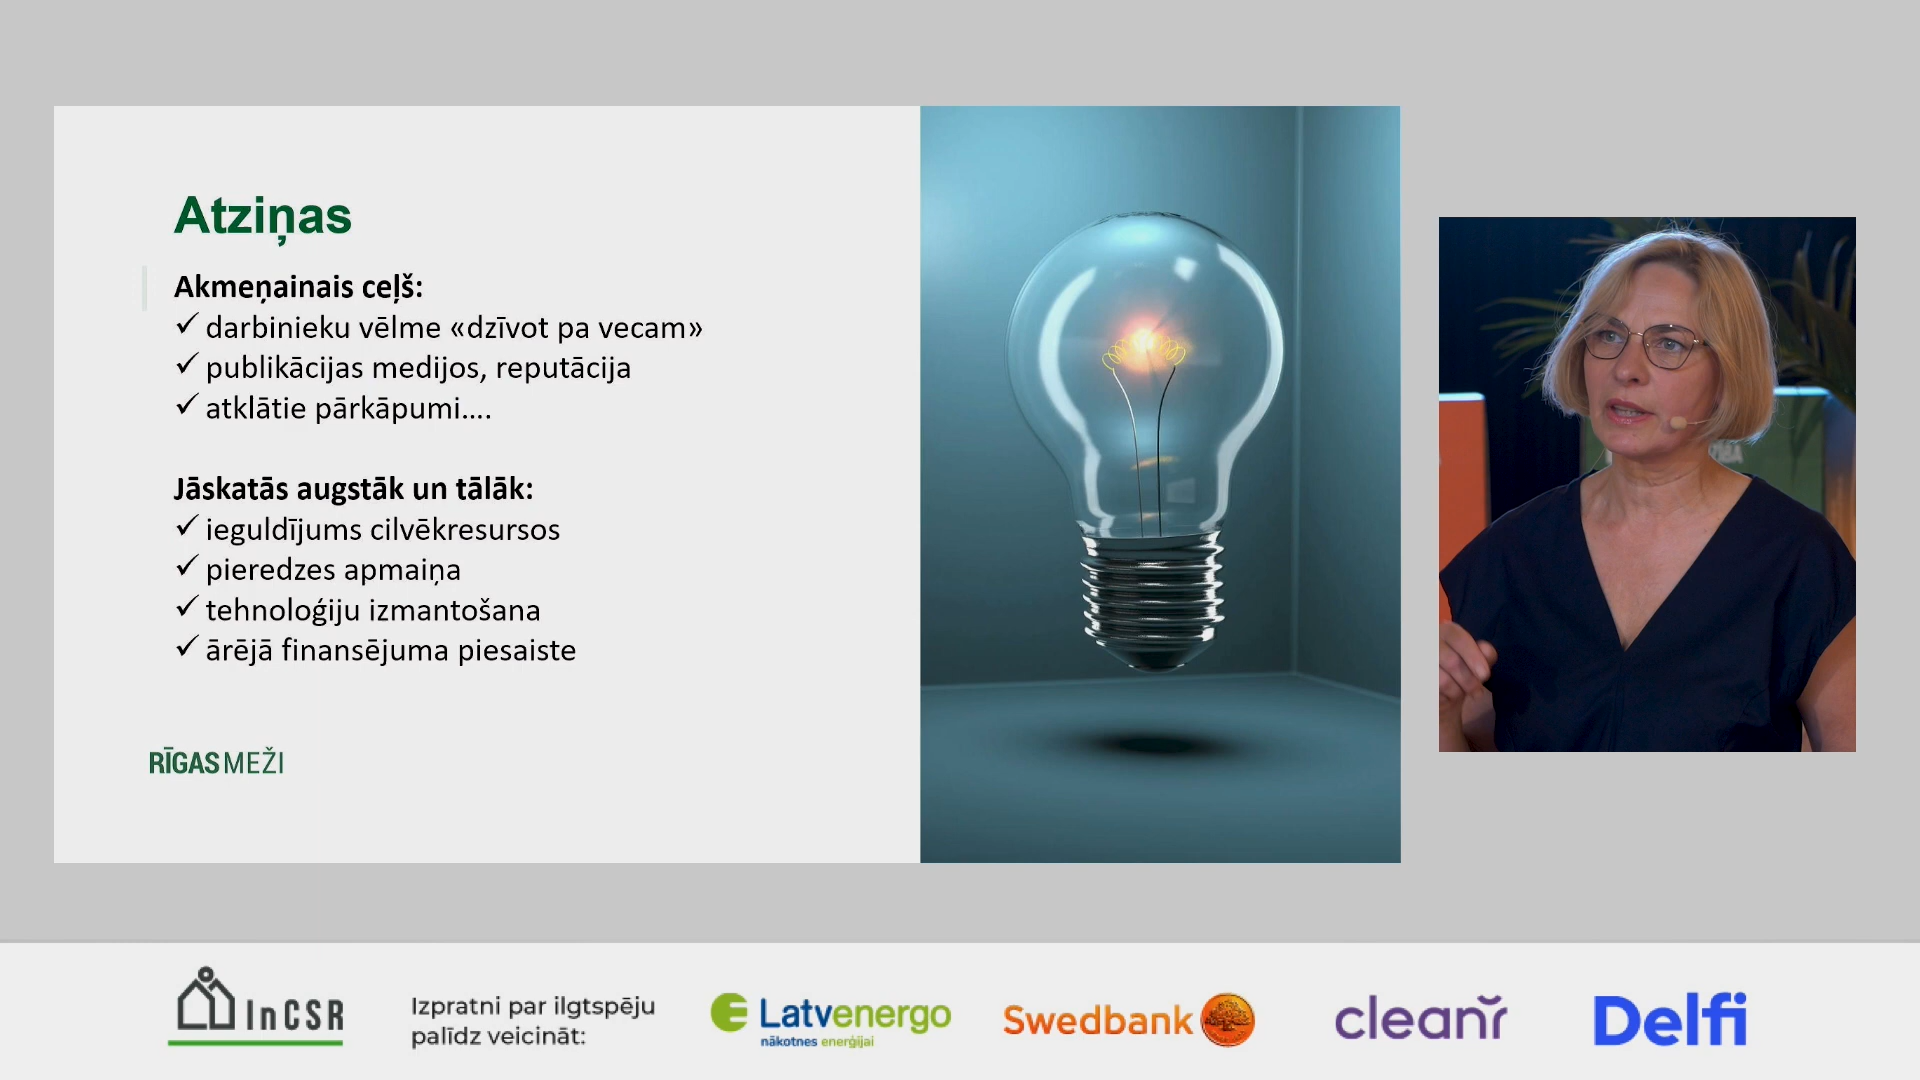 Atziņas
Akmeņainais ceļš:
✓ darbinieku vēlme «dzīvot pa vecam»
✓ publikācijas medijos, reputācija
✓ atklātie pārkāpumi....
Jāskatās augstāk un tālāk:
✓ ieguldījums cilvēkresursos
✓ pieredzes apmaiņa
✓ tehnoloģiju izmantošana
✓ ārējā finansējuma piesaiste
RĪGAS MEŽI
InCSR
Izpratni par ilgtspēju
palīdz veicināt:
Latvenergo
nākotnes enerģijai
Swedbank
cleanr
Delfi